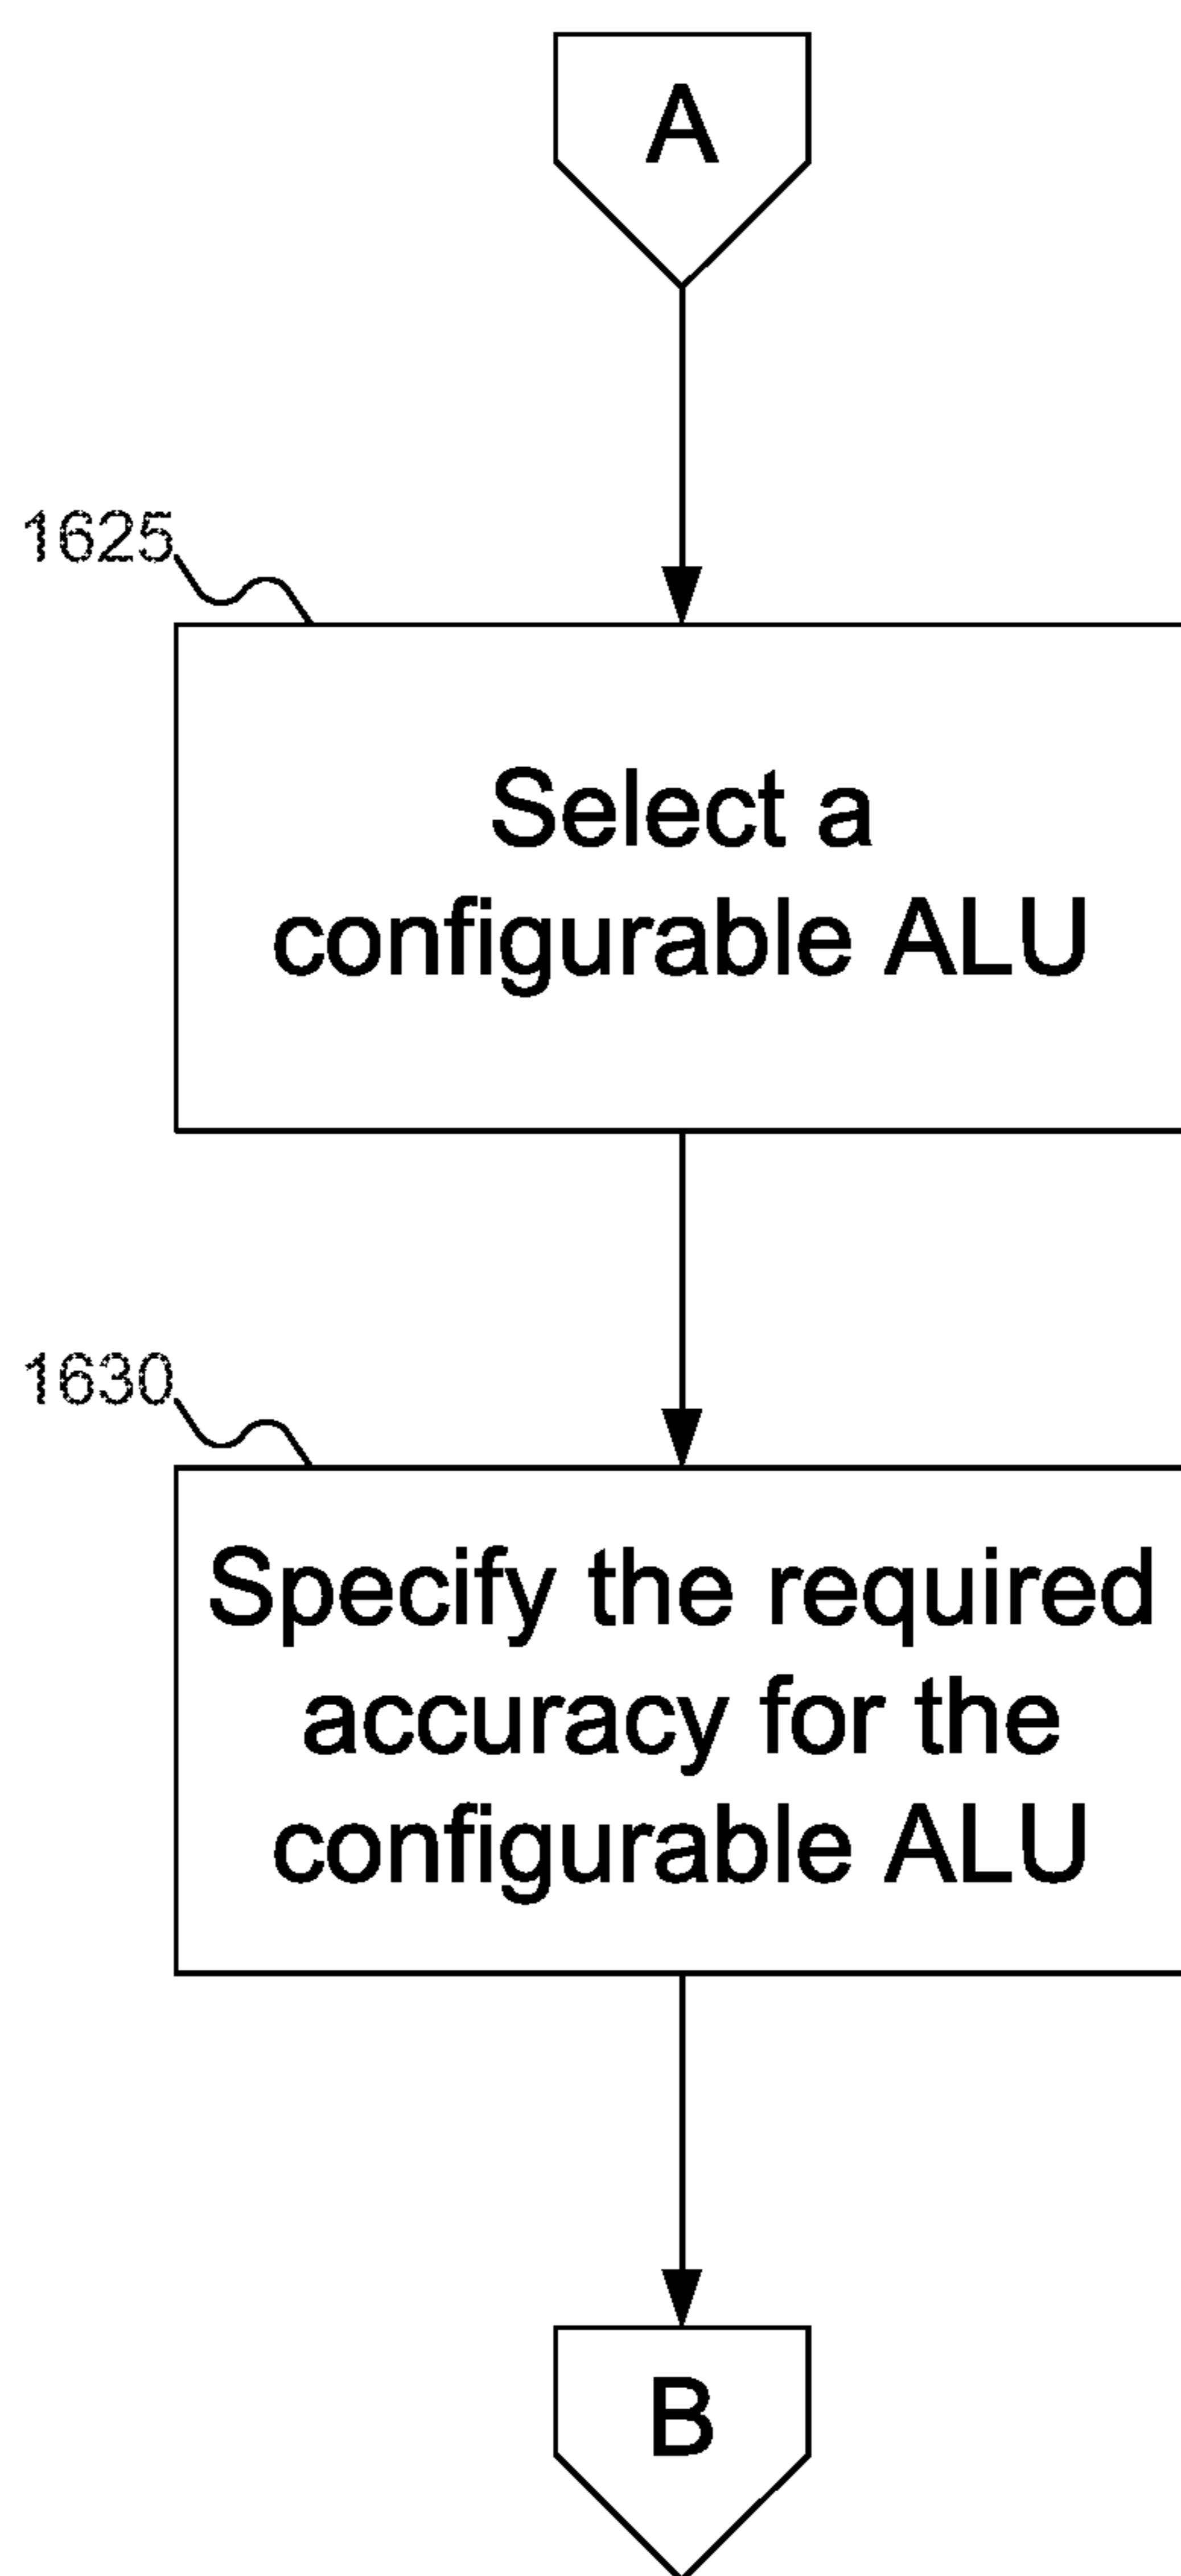 A
1625
Select a
configurable ALU
1630
Specify the required
accuracy for the
configurable ALU
B